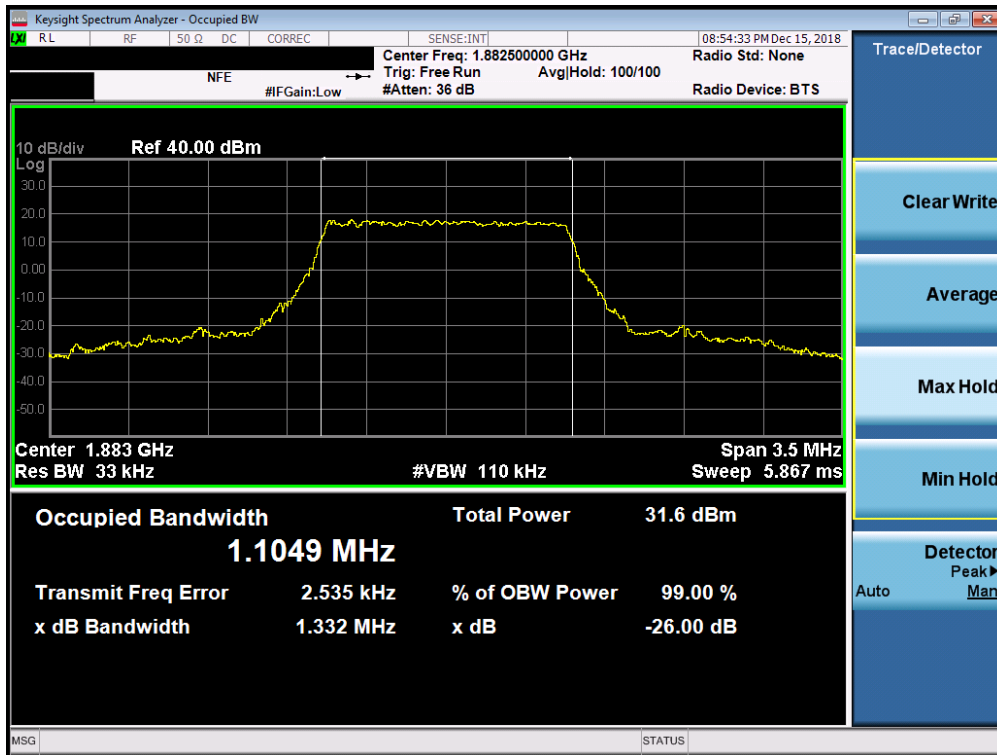 Keysight Spectrum Analyzer - Occupied BW
LXI RL RF 50 Ω DC CORREC SENSE:INT 08:54:33 PM Dec 15, 2018
Center Freq: 1.882500000 GHz Radio Std: None
NFE Trig: Free Run Avg|Hold: 100/100
#IFGain:Low #Atten: 36 dB Radio Device: BTS
10 dB/div Ref 40.00 dBm
Log
30.0
20.0
10.0
0.00
-10.0
-20.0
-30.0
-40.0
-50.0
Center 1.883 GHz Span 3.5 MHz
Res BW 33 kHz #VBW 110 kHz Sweep 5.867 ms
Occupied Bandwidth Total Power 31.6 dBm
1.1049 MHz
Transmit Freq Error 2.535 kHz % of OBW Power 99.00 %
x dB Bandwidth 1.332 MHz x dB -26.00 dB
MSG STATUS
Trace/Detector
Clear Write
Average
Max Hold
Min Hold
Detector
Peak▶
Auto Man